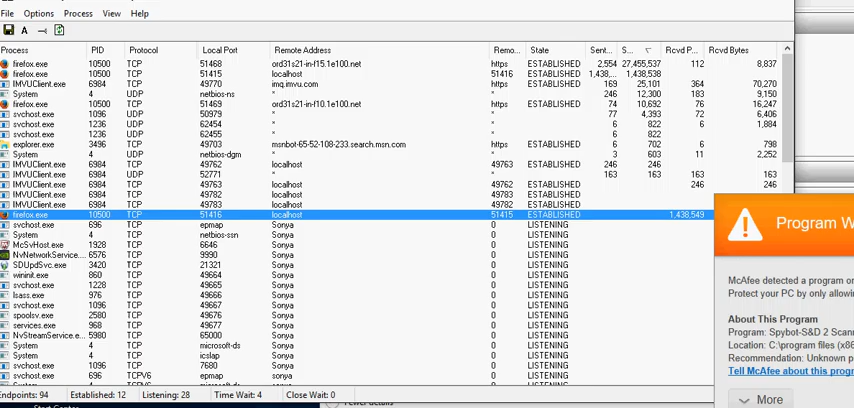 File Options Process View Help
A
Process PID Protocol Local Port Remote Address Remo... State Sent... S... Rcvd P... Rcvd Bytes
firefox.exe 10500 TCP 51468 ord31s21-in-f15.1e100.net https ESTABLISHED 2,554 27,455,537 112 8,837
firefox.exe 10500 TCP 51415 localhost 51416 ESTABLISHED 1,438,... 1,438,538
IMVUClient.exe 6984 TCP 49770 imq.imvu.com https ESTABLISHED 169 25,101 364 70,270
System 4 UDP netbios-ns * * 246 12,300 183 9,150
firefox.exe 10500 TCP 51469 ord31s21-in-f10.1e100.net https ESTABLISHED 74 10,692 76 16,247
svchost.exe 1096 UDP 50979 * * 77 4,393 72 6,406
svchost.exe 1236 UDP 62454 * * 6 822 6 1,884
svchost.exe 1236 UDP 62455 * * 6 822
explorer.exe 3496 TCP 49703 msnbot-65-52-108-233.search.msn.com https ESTABLISHED 6 702 6 798
System 4 UDP netbios-dgm * * 3 603 11 2,252
IMVUClient.exe 6984 TCP 49762 localhost 49763 ESTABLISHED 246 246
IMVUClient.exe 6984 UDP 52771 * * 163 163 163 163
IMVUClient.exe 6984 TCP 49763 localhost 49762 ESTABLISHED 246 246
IMVUClient.exe 6984 TCP 49782 localhost 49783 ESTABLISHED
IMVUClient.exe 6984 TCP 49783 localhost 49782 ESTABLISHED
firefox.exe 10500 TCP 51416 localhost 51415 ESTABLISHED 1,438,549
svchost.exe 696 TCP epmap Sonya 0 LISTENING
System 4 TCP netbios-ssn Sonya 0 LISTENING
McSvHost.exe 1928 TCP 6646 Sonya 0 LISTENING
NvNetworkService.... 6576 TCP 9990 Sonya 0 LISTENING
SDUpdSvc.exe 3420 TCP 21321 Sonya 0 LISTENING
wininit.exe 860 TCP 49664 Sonya 0 LISTENING
svchost.exe 1228 TCP 49665 Sonya 0 LISTENING
lsass.exe 976 TCP 49666 Sonya 0 LISTENING
svchost.exe 1096 TCP 49667 Sonya 0 LISTENING
spoolsv.exe 2580 TCP 49676 Sonya 0 LISTENING
services.exe 968 TCP 49677 Sonya 0 LISTENING
NvStreamService.e... 5980 TCP 65000 Sonya 0 LISTENING
System 4 TCP microsoft-ds Sonya 0 LISTENING
System 4 TCP icslap Sonya 0 LISTENING
svchost.exe 1096 TCP 7680 Sonya 0 LISTENING
svchost.exe 696 TCPV6 epmap Sonya 0 LISTENING
System 4 TCPV6 microsoft-ds Sonya 0 LISTENING
Endpoints: 94 Established: 12 Listening: 28 Time Wait: 4 Close Wait: 0
Program W
McAfee detected a program
Protect your PC by only allowin
About This Program
Program: Spybot-S&D 2 Scann
Location: C:\program files (x86
Recommendation: Unknown p
Tell McAfee about this progr
More
Start Center
Fewer details